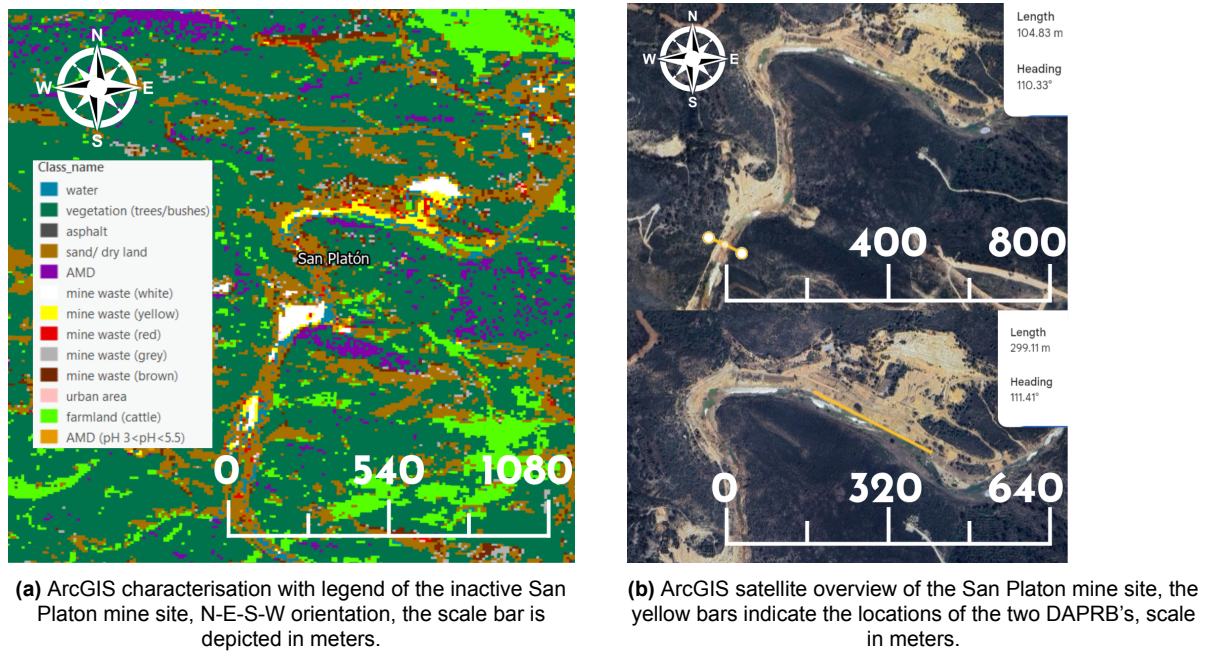 N
W E
S
Class_name
water
vegetation (trees/bushes)
asphalt
sand/ dry land
AMD
mine waste (white)
mine waste (yellow)
mine waste (red)
mine waste (grey)
mine waste (brown)
urban area
farmland (cattle)
AMD (pH 3<pH<5.5)
San Platón
0 540 1080
(a) ArcGIS characterisation with legend of the inactive San
Platon mine site, N-E-S-W orientation, the scale bar is
depicted in meters.
N
W E
S
Length
104.83 m
Heading
110.33°
400 800
Length
299.11 m
Heading
111.41°
0 320 640
(b) ArcGIS satellite overview of the San Platon mine site, the
yellow bars indicate the locations of the two DAPRB's, scale
in meters.